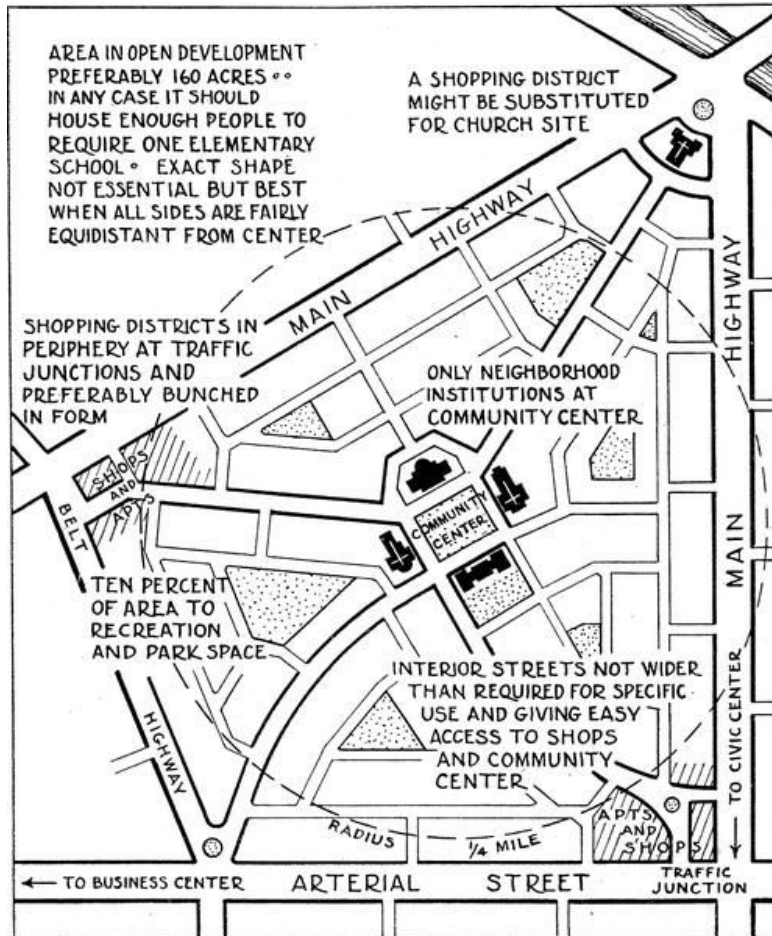 AREA IN OPEN DEVELOPMENT
PREFERABLY 160 ACRES • •
IN ANY CASE IT SHOULD
HOUSE ENOUGH PEOPLE TO
REQUIRE ONE ELEMENTARY
SCHOOL • EXACT SHAPE
NOT ESSENTIAL BUT BEST
WHEN ALL SIDES ARE FAIRLY
EQUIDISTANT FROM CENTER
A SHOPPING DISTRICT
MIGHT BE SUBSTITUTED
FOR CHURCH SITE
MAIN HIGHWAY
SHOPPING DISTRICTS IN
PERIPHERY AT TRAFFIC
JUNCTIONS AND
PREFERABLY BUNCHED
IN FORM
ONLY NEIGHBORHOOD
INSTITUTIONS AT
COMMUNITY CENTER
SHOPS
AND
APTS
COMMUNITY
CENTER
BELT HIGHWAY
MAIN HIGHWAY
TEN PERCENT
OF AREA TO
RECREATION
AND PARK SPACE
INTERIOR STREETS NOT WIDER
THAN REQUIRED FOR SPECIFIC
USE AND GIVING EASY
ACCESS TO SHOPS
AND COMMUNITY
CENTER
TO CIVIC CENTER
RADIUS 1/4 MILE
APTS
AND
SHOPS
← TO BUSINESS CENTER
ARTERIAL STREET
TRAFFIC
JUNCTION